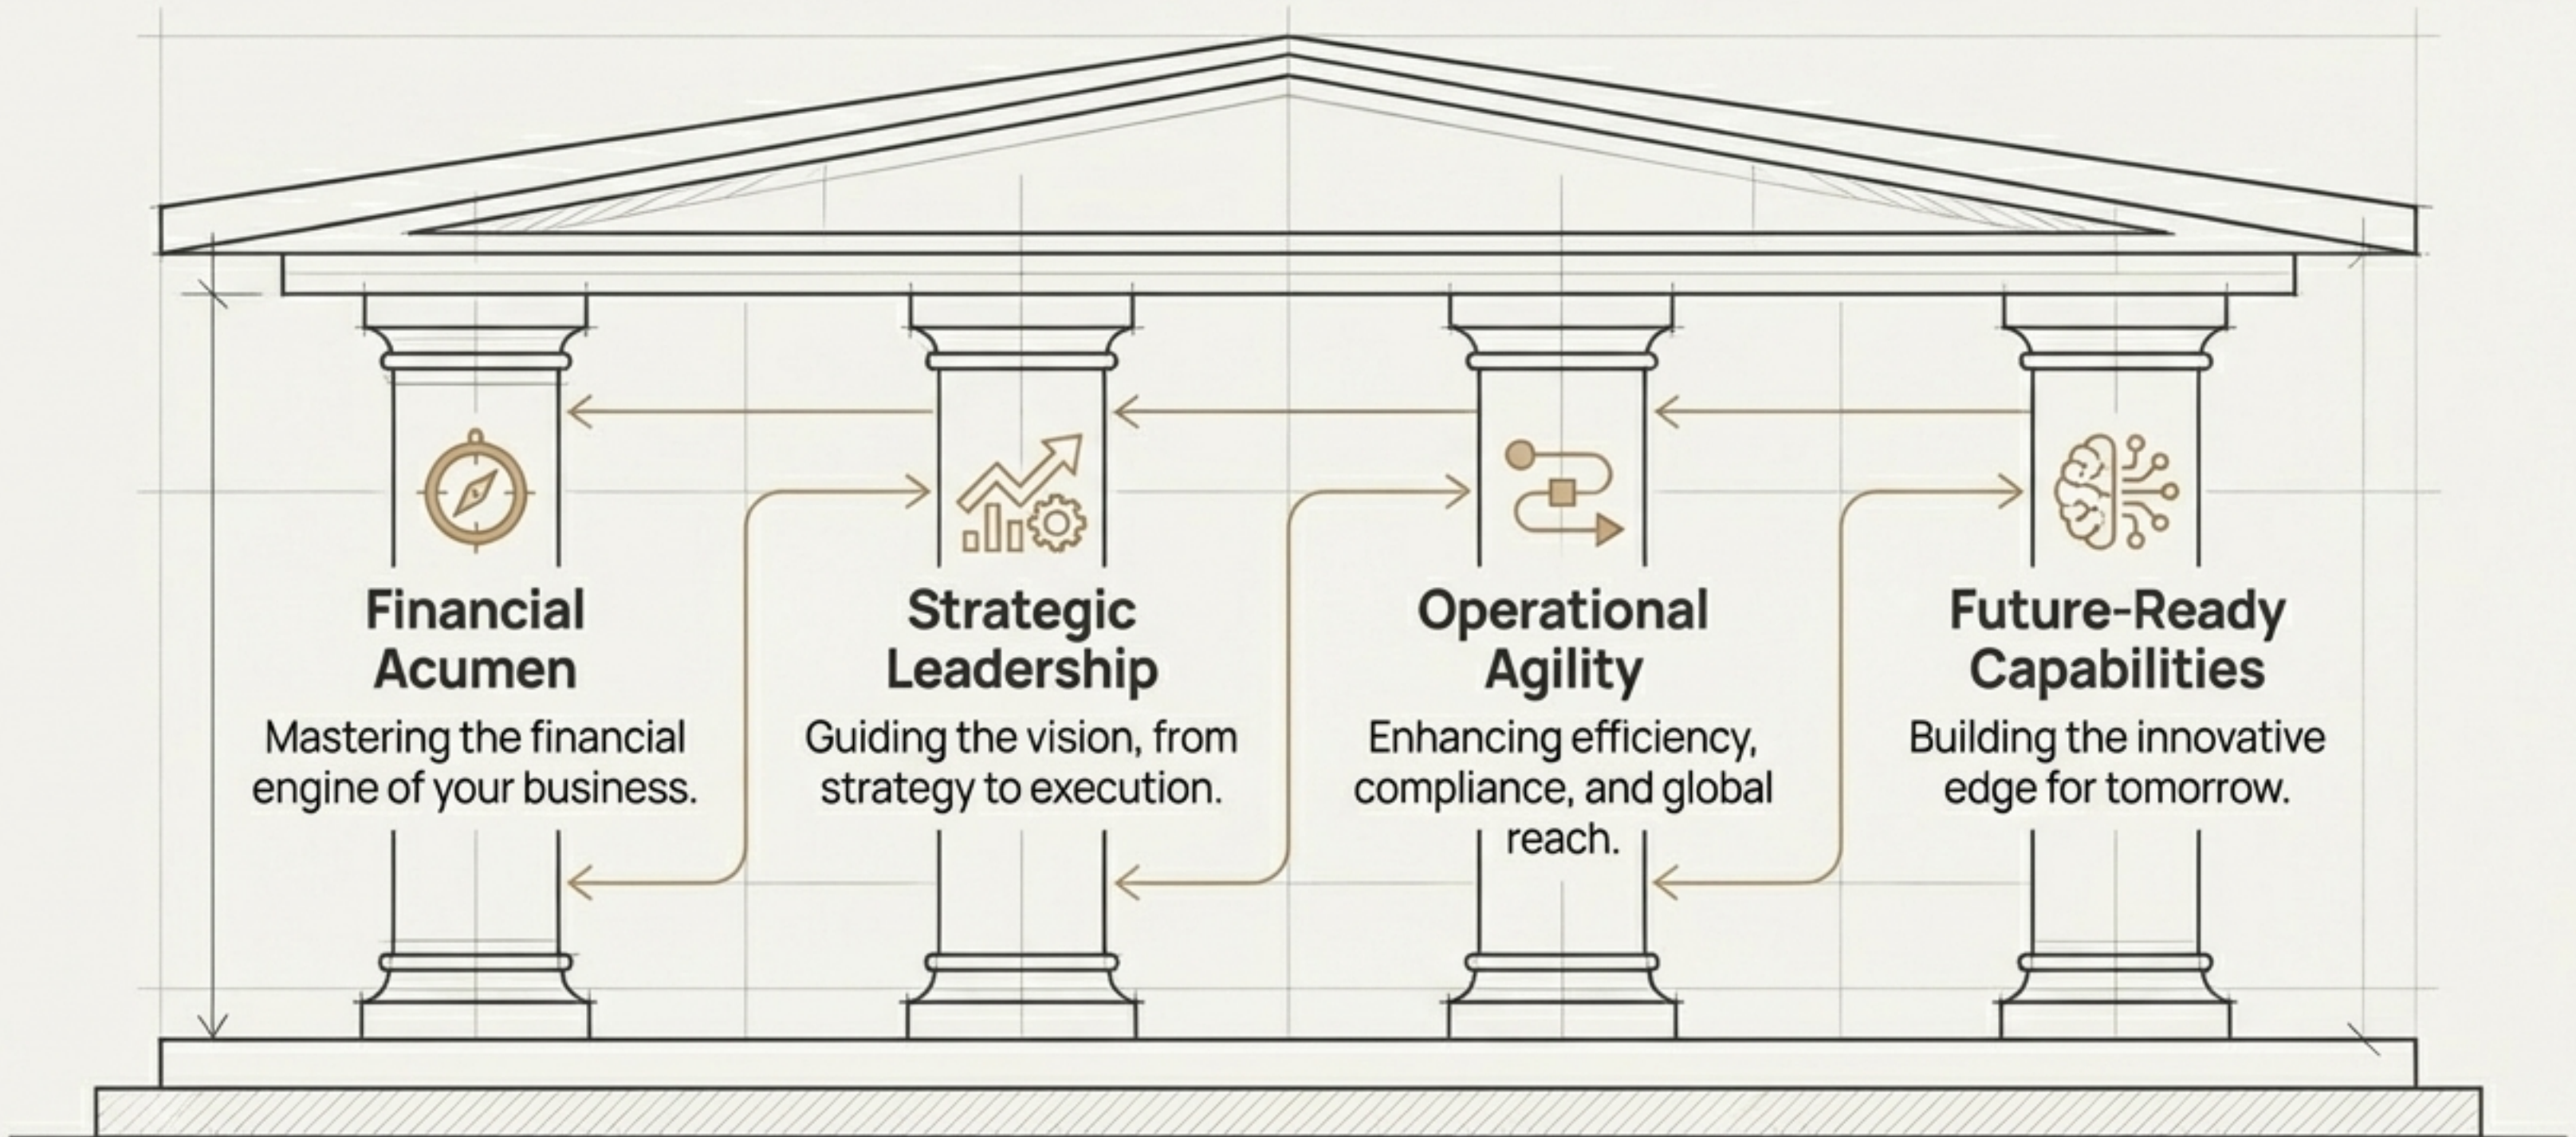 Financial
Acumen
Mastering the financial
engine of your business.
Strategic
Leadership
Guiding the vision, from
strategy to execution.
Operational
Agility
Enhancing efficiency,
compliance, and global
reach.
Future-Ready
Capabilities
Building the innovative
edge for tomorrow.